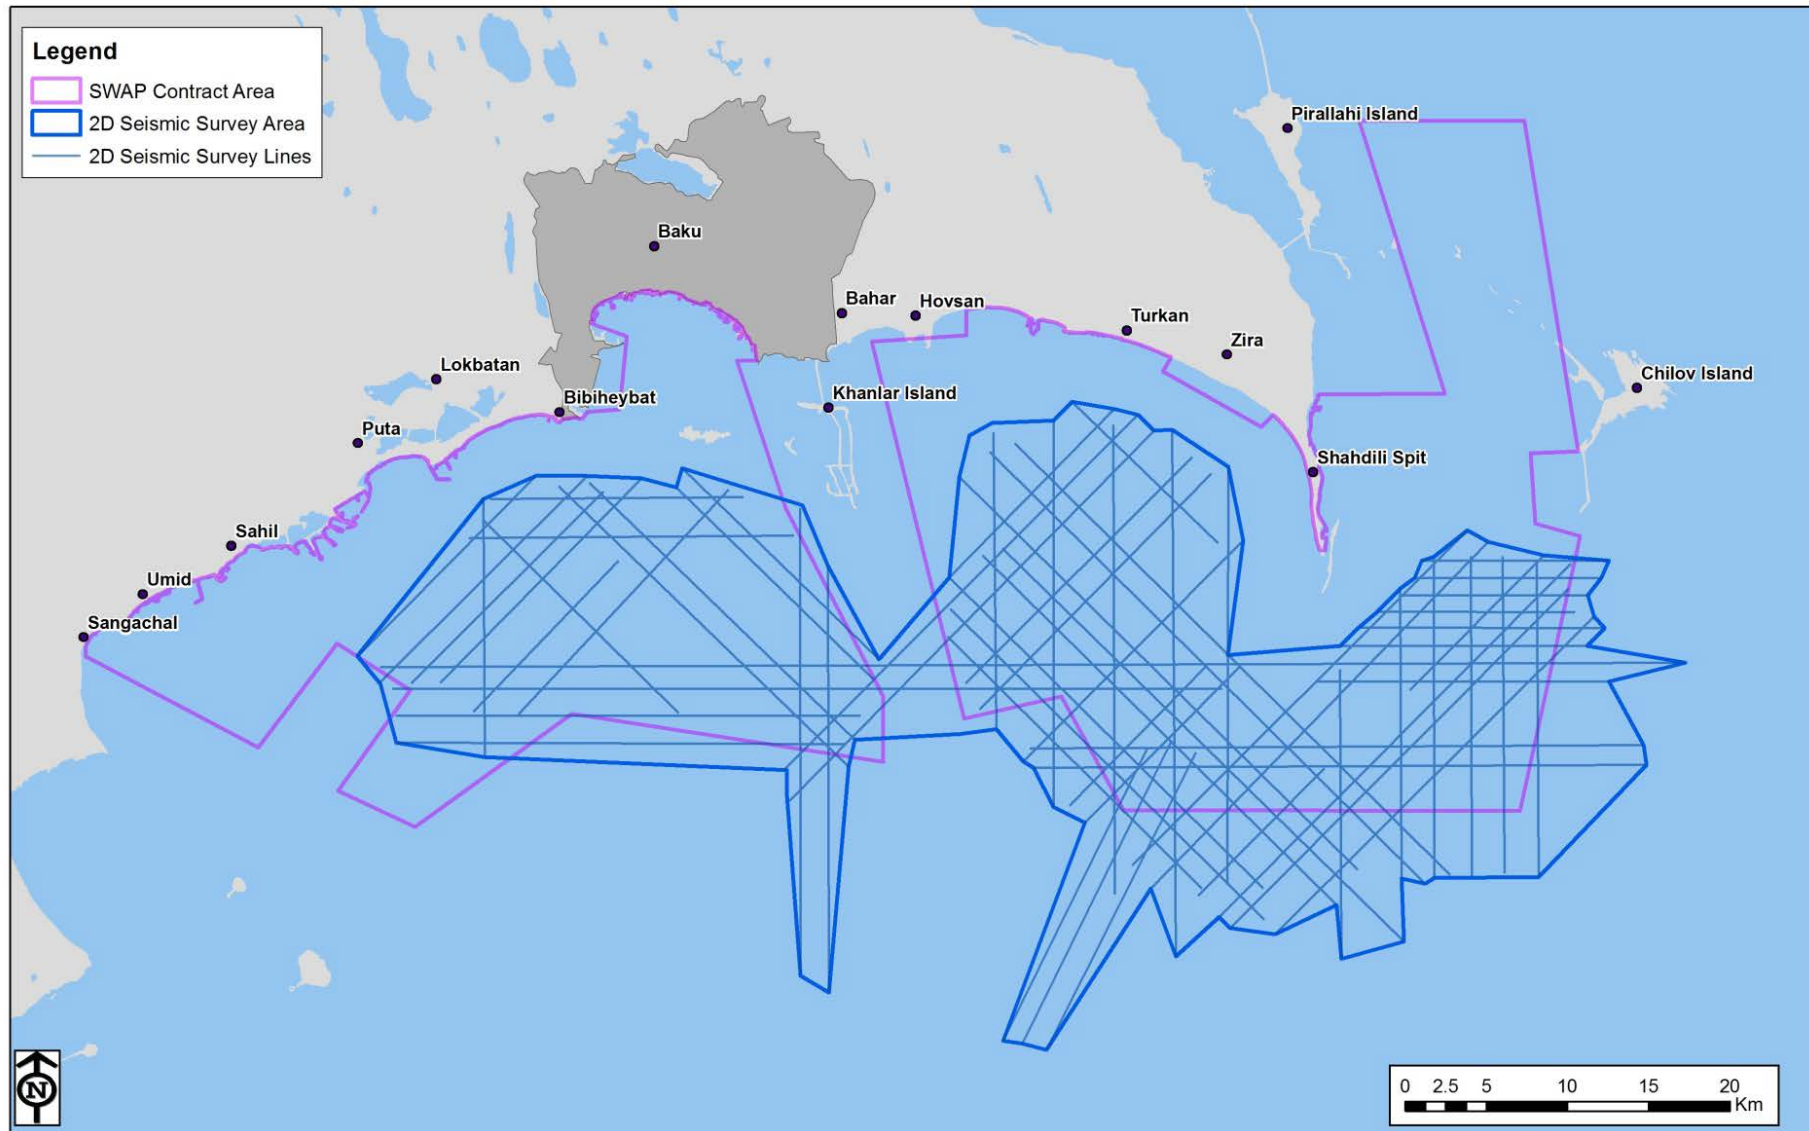 Legend
SWAP Contract Area
2D Seismic Survey Area
2D Seismic Survey Lines
Pirallahi Island
Baku
Bahar
Hovsan
Turkan
Zira
Lokbatan
Chilov Island
Bibiheybat
Khanlar Island
Puta
Shahdili Spit
Sahil
Umid
Sangachal
N
0 2.5 5 10 15 20
Km